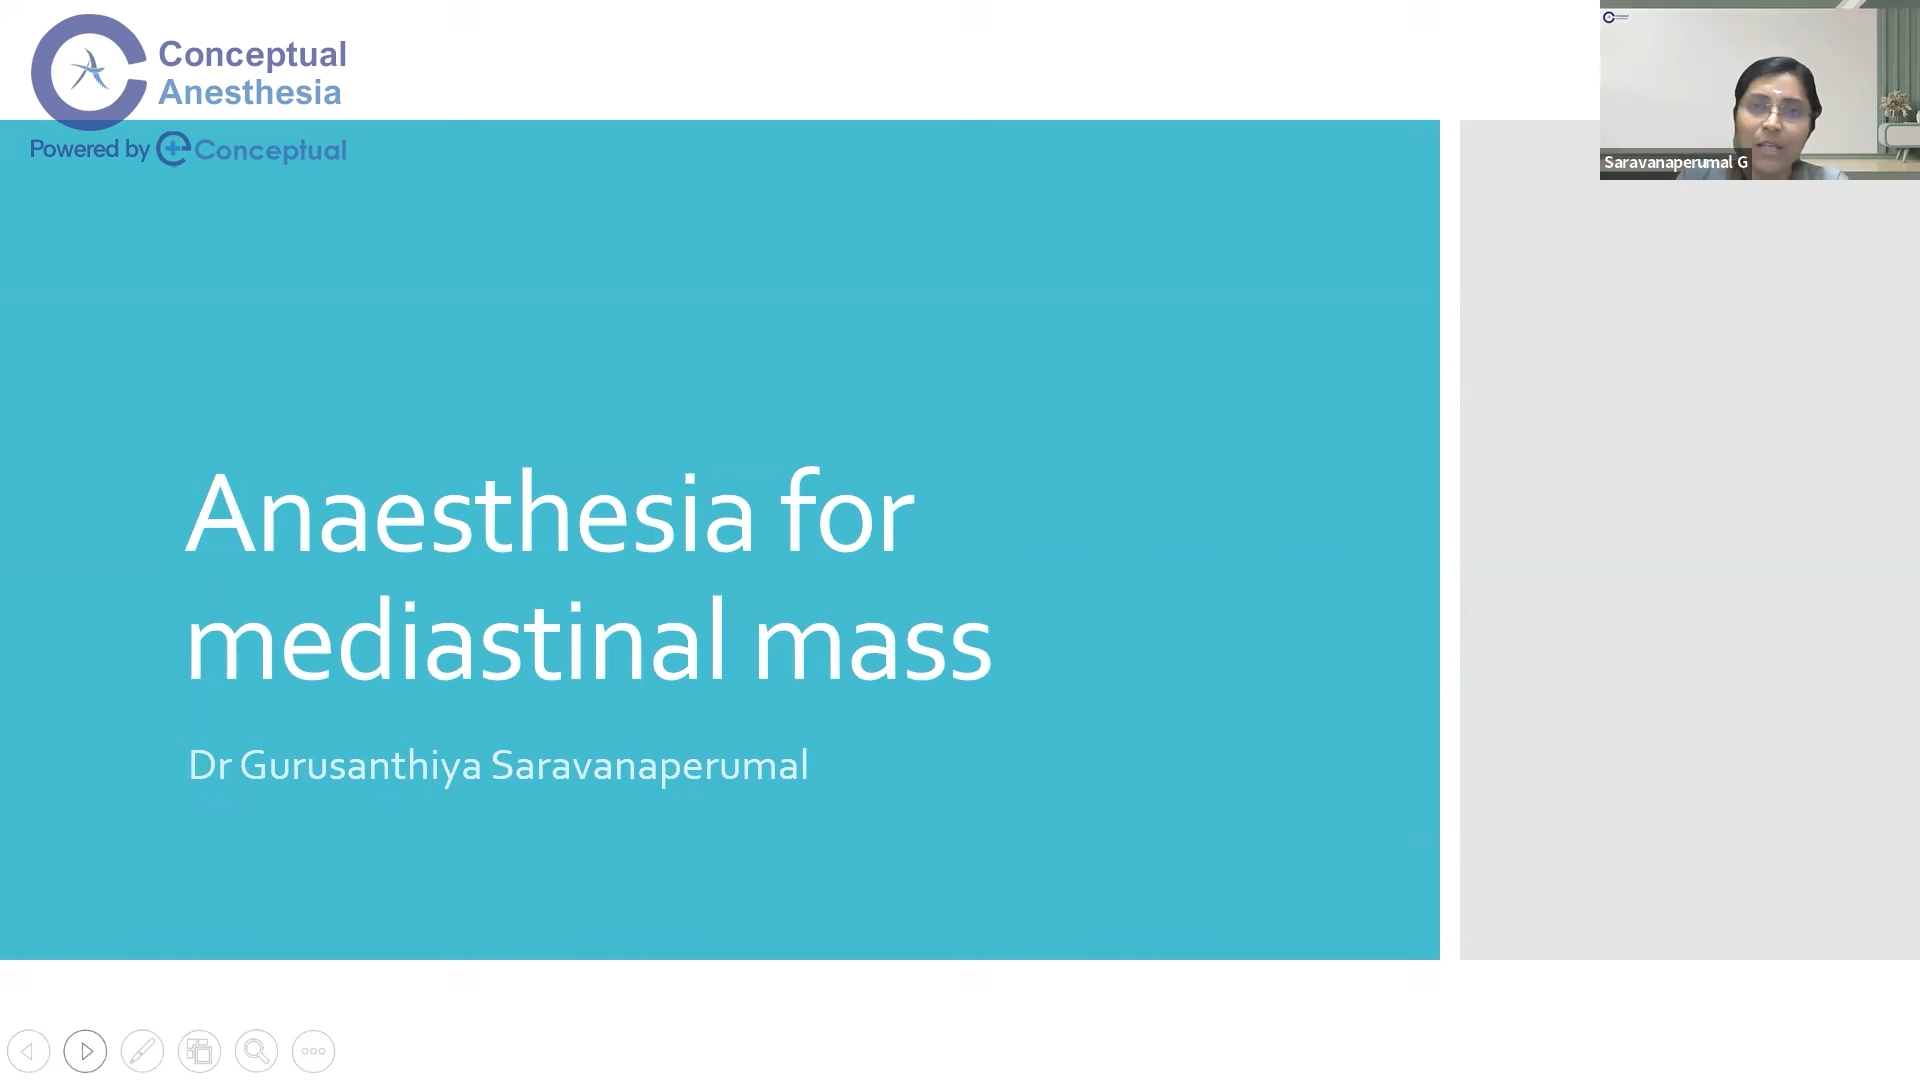 Conceptual
Anesthesia
Powered by Conceptual
Saravanaperumal G
Anaesthesia for
mediastinal mass
Dr Gurusanthiya Saravanaperumal